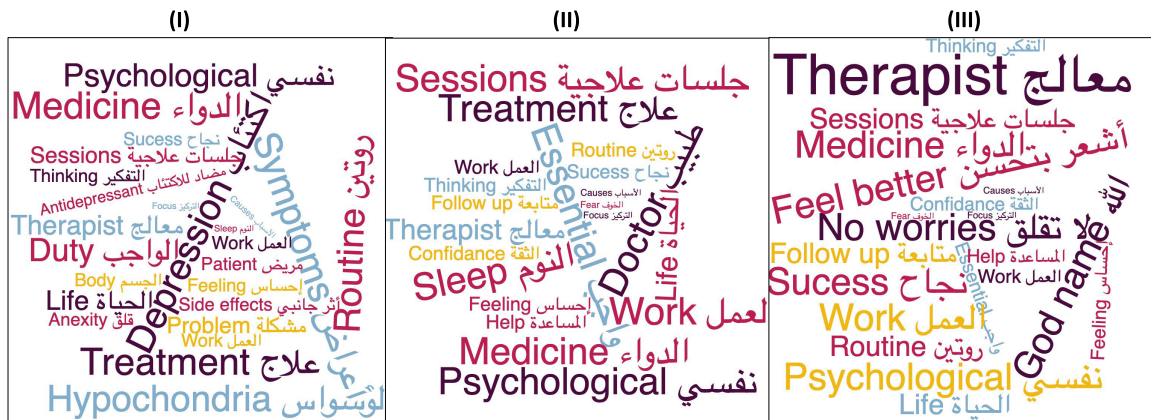 (I)
(II)
(III)
Psychological نفسي
Medicine الدواء
Sucess نجاح
Sessions جلسات علاجية
Thinking التفكير
Antidepressant مضاد للاكتئاب
Focus التركيز
Causes الأسباب
Therapist معالج
Sleep النوم
Duty الواجب
Work العمل
Patient مريض
Body الجسم
Feeling إحساس
Life الحياة
Side effects أثر جانبي
Anexity قلق
Problem مشكلة
Work العمل
Depression اكتئاب
Symptoms أعراض
Routine روتين
Treatment علاج
Hypochondria لؤسواس
Sessions جلسات علاجية
Treatment علاج
Essential واجب
Doctor طبيب
Routine روتين
Work العمل
Sucess نجاح
Thinking التفكير
Causes الأسباب
Follow up متابعة
Fear الخوف
Focus التركيز
Therapist معالج
Confidance الثقة
Life الحياة
Sleep النوم
Feeling إحساس
Help المساعدة
Work لعمل
Medicine الدواء
Psychological نفسي
Thinking التفكير
Therapist معالج
Sessions جلسات علاجية
Medicine الدواء
Feel better أشعر بتحسن
Causes الأسباب
Confidance الثقة
Fear الخوف
Focus التركيز
No worries لا تقلق
God name الله
Follow up متابعة
Essential واجب
Help المساعدة
Work العمل
Sucess نجاح
Feeling إحساس
Work العمل
Routine روتين
Psychological نفسي
Life الحياة